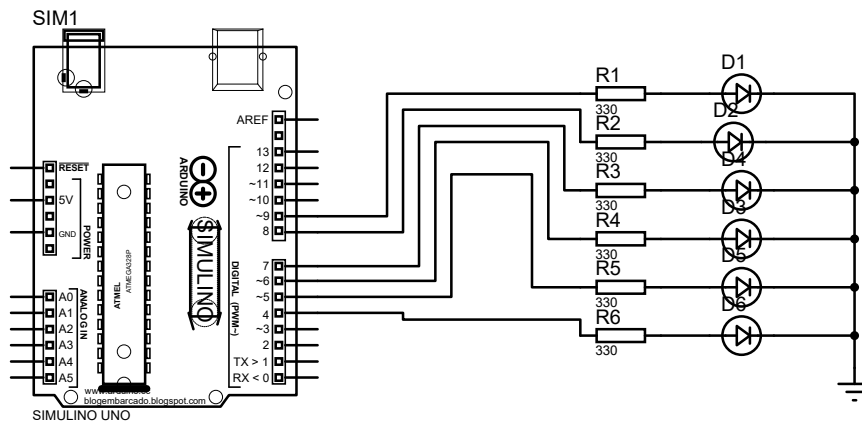 SIM1
AREF
13
12
~11
~10
~9
8
7
~6
~5
4
~3
2
TX > 1
RX < 0
RESET
5V
GND
POWER
A0
A1
A2
A3
A4
A5
ANALOG IN
ATMEL
ATMEGA328P
ARDUINO
SIMULINO
DIGITAL (PWM~)
www.arduino.cc
blogembarcado.blogspot.com
SIMULINO UNO
R1
330
D1
R2
330
D2
R3
330
D4
R4
330
D3
R5
330
D5
R6
330
D6